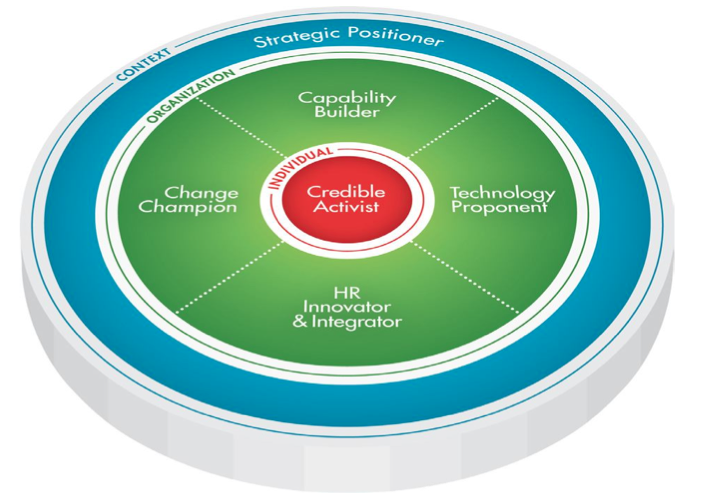 Strategic Positioner
CONTEXT
ORGANIZATION
Capability
Builder
INDIVIDUAL
Change
Champion
Credible
Activist
Technology
Proponent
HR
Innovator
& Integrator